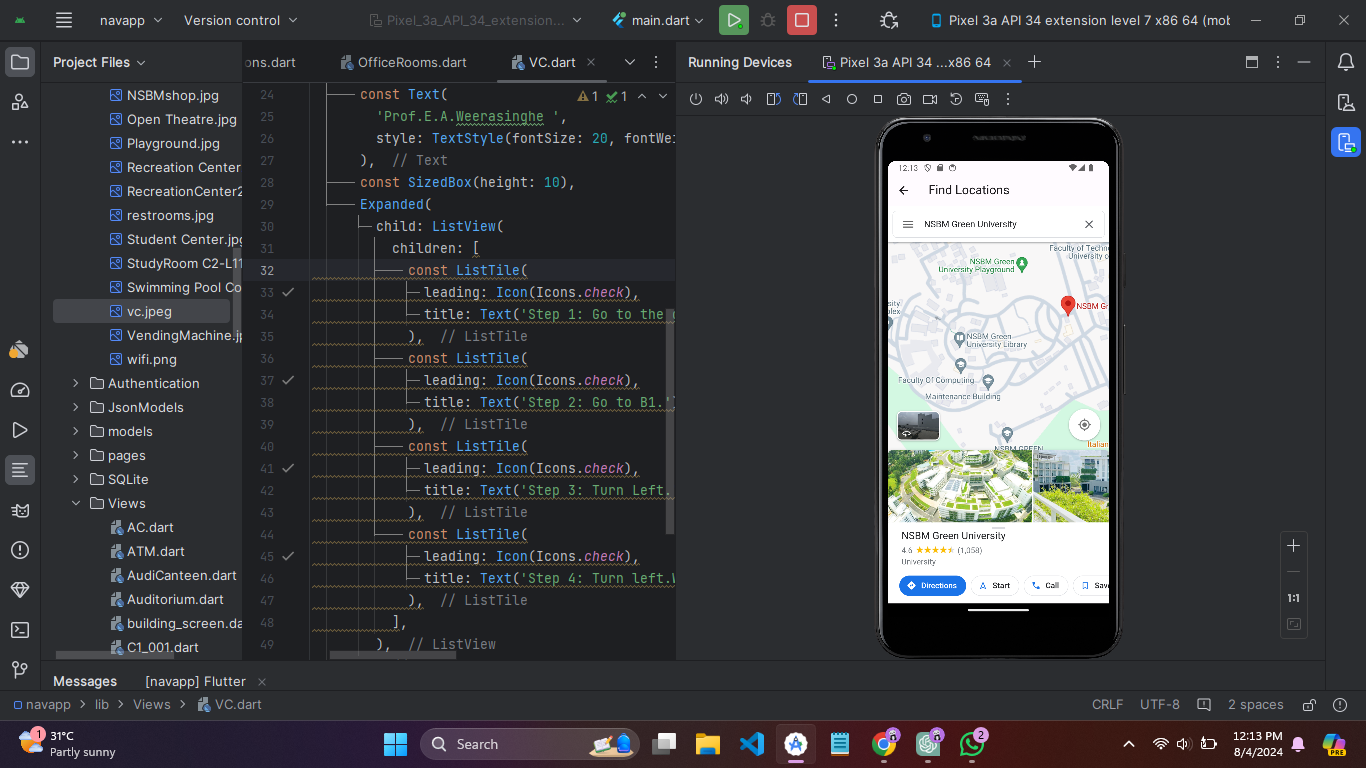 navapp
Version control
Pixel_3a_API_34_extension...
main.dart
Pixel 3a API 34 extension level 7 x86 64 (mobi
Project Files
ons.dart
OfficeRooms.dart
VC.dart
Running Devices
Pixel 3a API 34 ...x86 64
NSBMshop.jpg
Open Theatre.jpg
Playground.jpg
Recreation Center
RecreationCenter2
restrooms.jpg
Student Center.jpg
StudyRoom C2-L11
Swimming Pool Co
vc.jpeg
VendingMachine.jp
wifi.png
Authentication
JsonModels
models
pages
SQLite
Views
AC.dart
ATM.dart
AudiCanteen.dart
Auditorium.dart
building_screen.da
C1_001.dart
1 1
24 const Text(
25 'Prof.E.A.Weerasinghe ',
26 style: TextStyle(fontSize: 20, fontWei
27 ), // Text
28 const SizedBox(height: 10),
29 Expanded(
30 child: ListView(
31 children: [
32 const ListTile(
33 leading: Icon(Icons.check),
34 title: Text('Step 1: Go to the
35 ), // ListTile
36 const ListTile(
37 leading: Icon(Icons.check),
38 title: Text('Step 2: Go to B1.')
39 ), // ListTile
40 const ListTile(
41 leading: Icon(Icons.check),
42 title: Text('Step 3: Turn Left.
43 ), // ListTile
44 const ListTile(
45 leading: Icon(Icons.check),
46 title: Text('Step 4: Turn left.W
47 ), // ListTile
48 ],
49 ), // ListView
12:13
Find Locations
NSBM Green University
Faculty of Techn
University o
NSBM Green
University Playground
rsity
plex
NSBM Gr
NSBM Green
University Library
Faculty Of Computing
Maintenance Building
NSBM GREEN
Italian
NSBM Green University
4.6 (1,058)
University
Directions
Start
Call
Save
1:1
Messages
[navapp] Flutter
navapp > lib > Views > VC.dart
CRLF
UTF-8
2 spaces
1
31°C
Partly sunny
Search
2
PRE
12:13 PM
8/4/2024